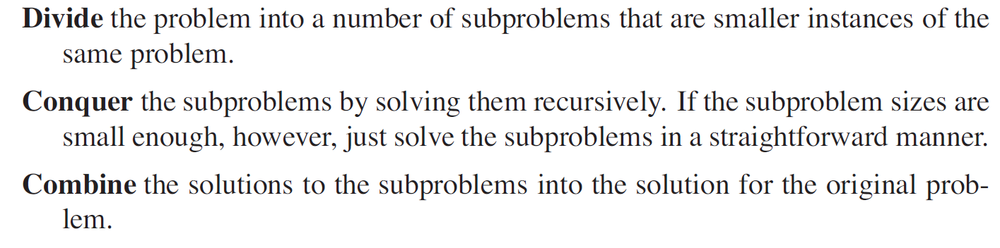 Divide the problem into a number of subproblems that are smaller instances of the
same problem.
Conquer the subproblems by solving them recursively. If the subproblem sizes are
small enough, however, just solve the subproblems in a straightforward manner.
Combine the solutions to the subproblems into the solution for the original prob-
lem.